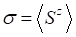 σ = ⟨S^z⟩